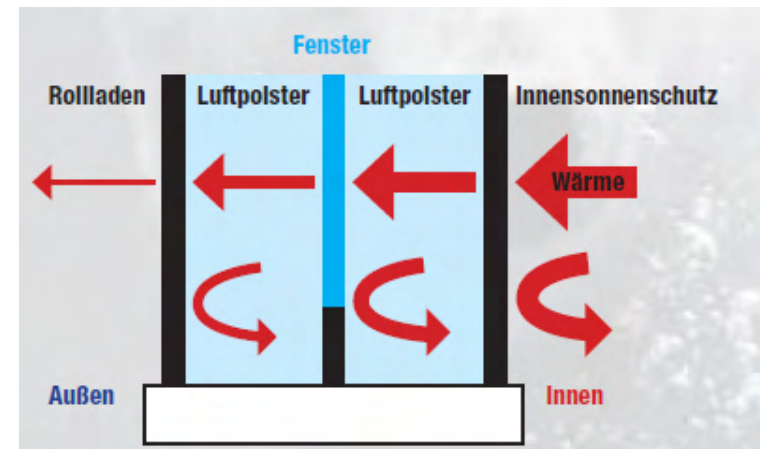 Fenster
Rollladen
Luftpolster
Luftpolster
Innensonnenschutz
Wärme
Außen
Innen